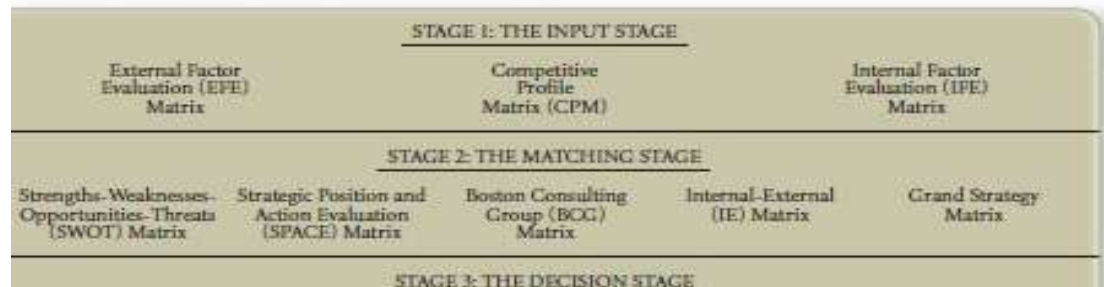 STAGE 1: THE INPUT STAGE
External Factor
Evaluation (EFE)
Matrix
Competitive
Profile
Matrix (CPM)
Internal Factor
Evaluation (IFE)
Matrix
STAGE 2: THE MATCHING STAGE
Strengths-Weaknesses-
Opportunities-Threats
(SWOT) Matrix
Strategic Position and
Action Evaluation
(SPACE) Matrix
Boston Consulting
Group (BCG)
Matrix
Internal-External
(IE) Matrix
Grand Strategy
Matrix
STAGE 3: THE DECISION STAGE